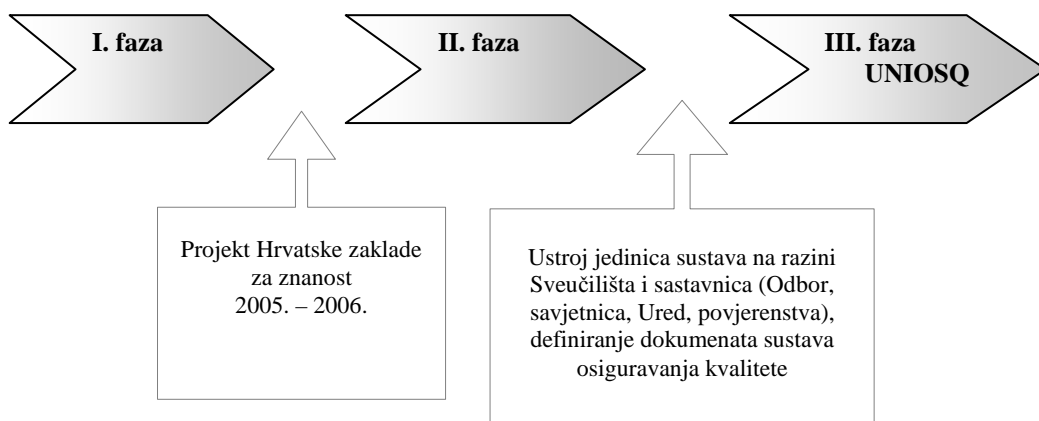 I. faza
II. faza
III. faza
UNIOSQ
Projekt Hrvatske zaklade
za znanost
2005. – 2006.
Ustroj jedinica sustava na razini
Sveučilišta i sastavnica (Odbor,
savjetnica, Ured, povjerenstva),
definiranje dokumenata sustava
osiguravanja kvalitete